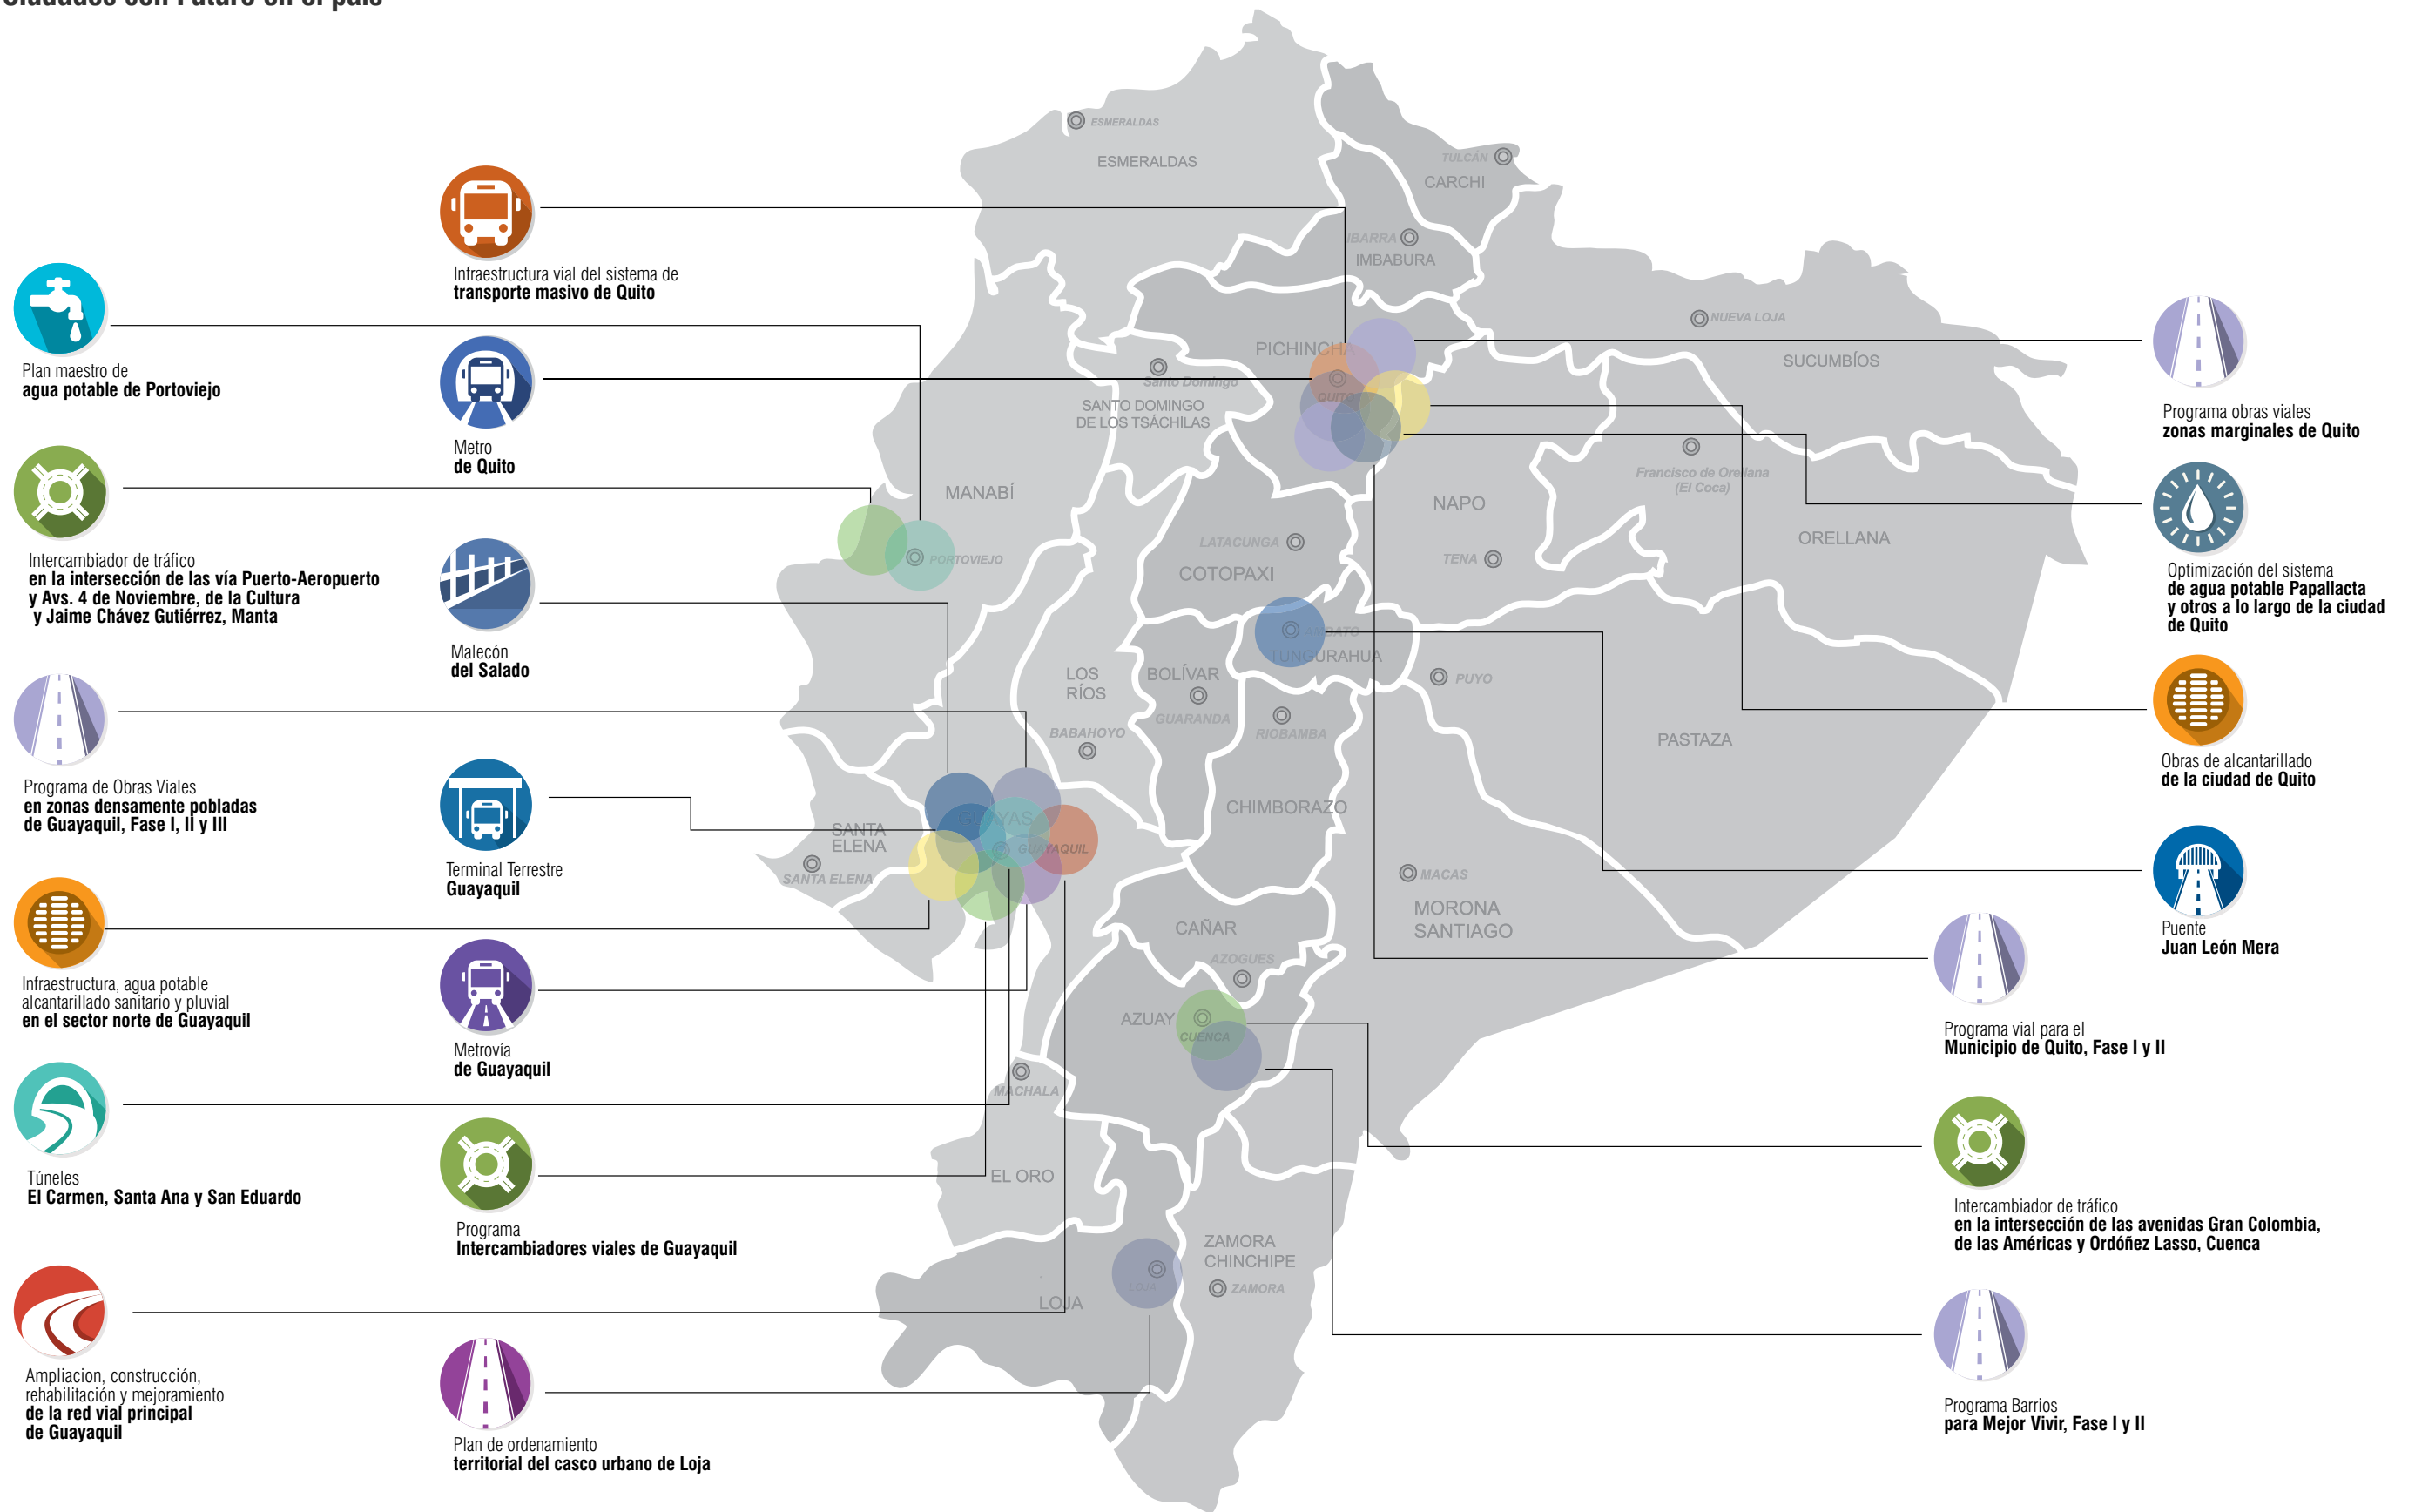 Ciudades con Futuro en el país
Infraestructura vial del sistema de
transporte masivo de Quito
Plan maestro de
agua potable de Portoviejo
Metro
de Quito
Intercambiador de tráfico
en la intersección de las vía Puerto-Aeropuerto
y Avs. 4 de Noviembre, de la Cultura
y Jaime Chávez Gutiérrez, Manta
Malecón
del Salado
Programa de Obras Viales
en zonas densamente pobladas
de Guayaquil, Fase I, II y III
Terminal Terrestre
Guayaquil
Infraestructura, agua potable
alcantarillado sanitario y pluvial
en el sector norte de Guayaquil
Metrovía
de Guayaquil
Túneles
El Carmen, Santa Ana y San Eduardo
Programa
Intercambiadores viales de Guayaquil
Ampliacion, construcción,
rehabilitación y mejoramiento
de la red vial principal
de Guayaquil
Plan de ordenamiento
territorial del casco urbano de Loja
ESMERALDAS
ESMERALDAS
TULCÁN
CARCHI
IBARRA
IMBABURA
NUEVA LOJA
SUCUMBÍOS
PICHINCHA
QUITO
Santo Domingo
SANTO DOMINGO
DE LOS TSÁCHILAS
MANABÍ
PORTOVIEJO
Francisco de Orellana
(El Coca)
NAPO
TENA
ORELLANA
LATACUNGA
COTOPAXI
AMBATO
TUNGURAHUA
LOS
RÍOS
BABAHOYO
BOLÍVAR
GUARANDA
RIOBAMBA
PUYO
PASTAZA
CHIMBORAZO
SANTA
ELENA
SANTA ELENA
GUAYAS
GUAYAQUIL
MACAS
MORONA
SANTIAGO
CAÑAR
AZOGUES
AZUAY
CUENCA
MACHALA
EL ORO
ZAMORA
CHINCHIPE
ZAMORA
LOJA
LOJA
Programa obras viales
zonas marginales de Quito
Optimización del sistema
de agua potable Papallacta
y otros a lo largo de la ciudad
de Quito
Obras de alcantarillado
de la ciudad de Quito
Puente
Juan León Mera
Programa vial para el
Municipio de Quito, Fase I y II
Intercambiador de tráfico
en la intersección de las avenidas Gran Colombia,
de las Américas y Ordóñez Lasso, Cuenca
Programa Barrios
para Mejor Vivir, Fase I y II